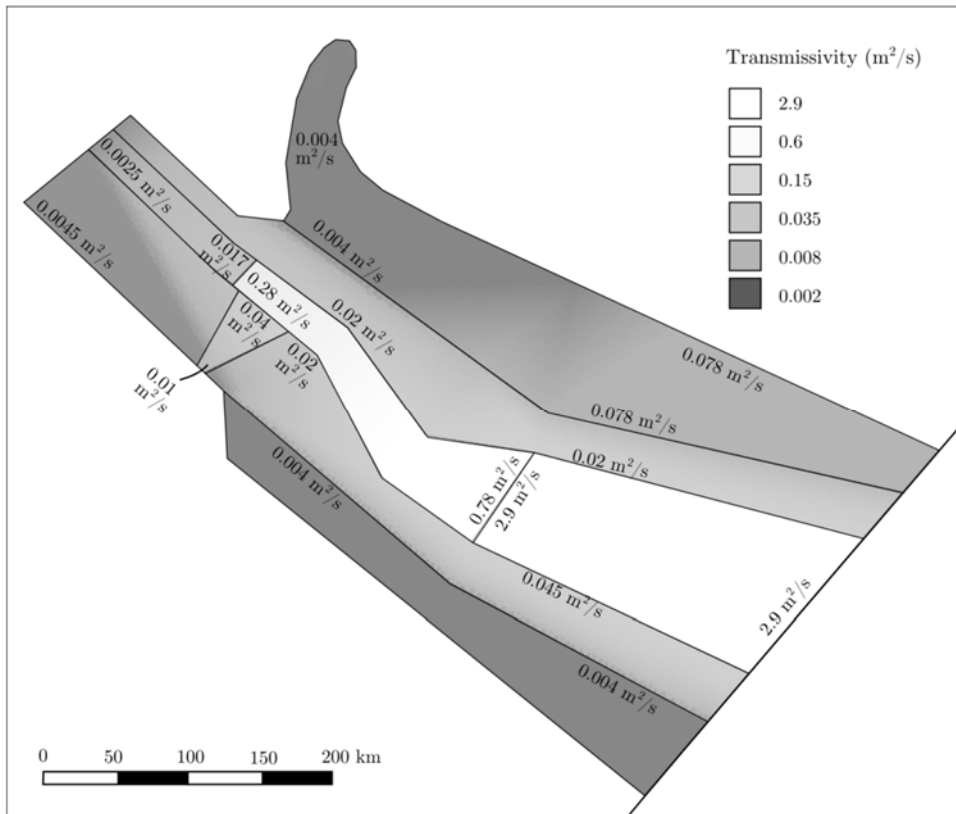 Transmissivity (m²/s)
2.9
0.6
0.15
0.035
0.008
0.002
0.004
m²/s
0.0025 m²/s
0.0045 m²/s
0.017
m²/s
0.004 m²/s
0.28 m²/s
0.04
m²/s
0.02 m²/s
0.02
m²/s
0.01
m²/s
0.078 m²/s
0.078 m²/s
0.02 m²/s
0.004 m²/s
0.78 m²/s
2.9 m²/s
0.045 m²/s
2.9 m²/s
0.004 m²/s
0 50 100 150 200 km